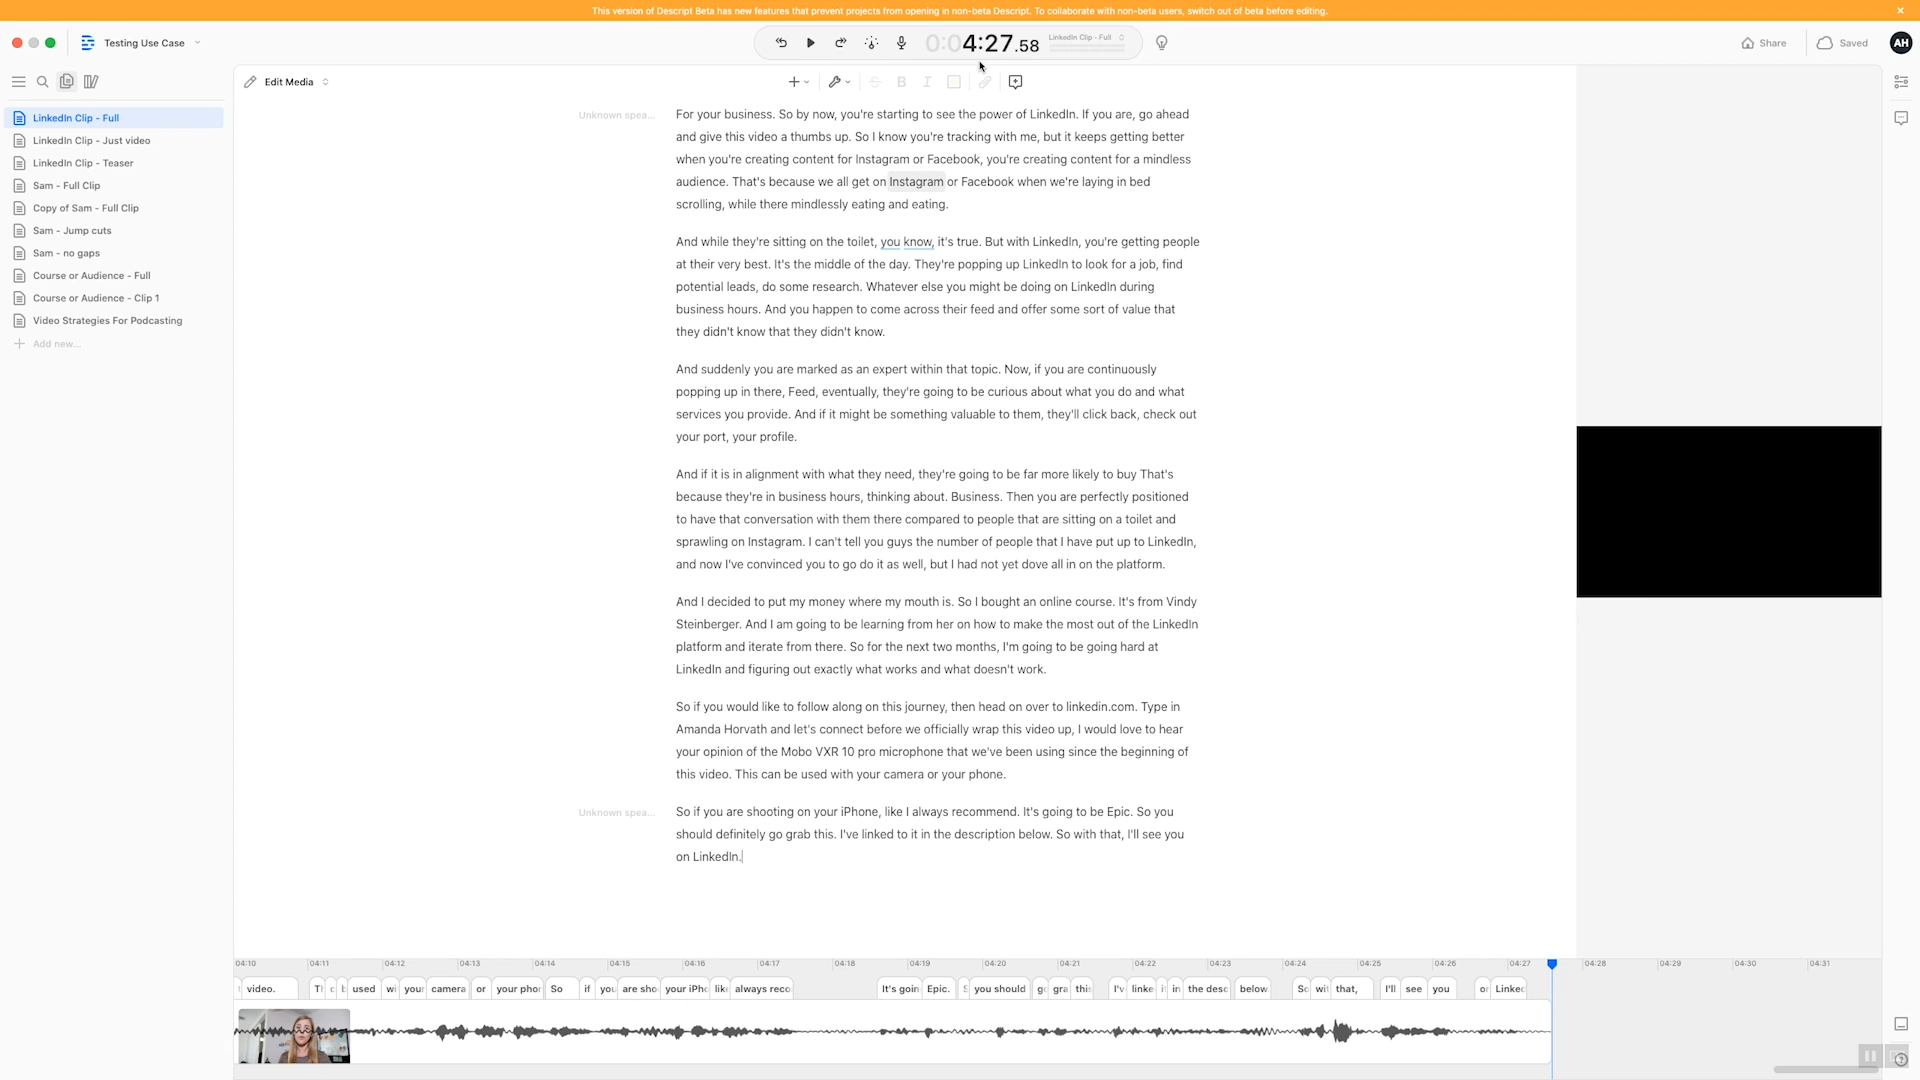 This version of Descript Beta has new features that prevent projects from opening in non-beta Descript. To collaborate with non-beta users, switch out of beta before editing.
Testing Use Case
0:04:27.58
LinkedIn Clip - Full
Share
Saved
AH
Edit Media
LinkedIn Clip - Full
LinkedIn Clip - Just video
LinkedIn Clip - Teaser
Sam - Full Clip
Copy of Sam - Full Clip
Sam - Jump cuts
Sam - no gaps
Course or Audience - Full
Course or Audience - Clip 1
Video Strategies For Podcasting
Add new...
Unknown spea...
For your business. So by now, you're starting to see the power of LinkedIn. If you are, go ahead
and give this video a thumbs up. So I know you're tracking with me, but it keeps getting better
when you're creating content for Instagram or Facebook, you're creating content for a mindless
audience. That's because we all get on Instagram or Facebook when we're laying in bed
scrolling, while there mindlessly eating and eating.
And while they're sitting on the toilet, you know, it's true. But with LinkedIn, you're getting people
at their very best. It's the middle of the day. They're popping up LinkedIn to look for a job, find
potential leads, do some research. Whatever else you might be doing on LinkedIn during
business hours. And you happen to come across their feed and offer some sort of value that
they didn't know that they didn't know.
And suddenly you are marked as an expert within that topic. Now, if you are continuously
popping up in there, Feed, eventually, they're going to be curious about what you do and what
services you provide. And if it might be something valuable to them, they'll click back, check out
your port, your profile.
And if it is in alignment with what they need, they're going to be far more likely to buy That's
because they're in business hours, thinking about. Business. Then you are perfectly positioned
to have that conversation with them there compared to people that are sitting on a toilet and
sprawling on Instagram. I can't tell you guys the number of people that I have put up to LinkedIn,
and now I've convinced you to go do it as well, but I had not yet dove all in on the platform.
And I decided to put my money where my mouth is. So I bought an online course. It's from Vindy
Steinberger. And I am going to be learning from her on how to make the most out of the LinkedIn
platform and iterate from there. So for the next two months, I'm going to be going hard at
LinkedIn and figuring out exactly what works and what doesn't work.
So if you would like to follow along on this journey, then head on over to linkedin.com. Type in
Amanda Horvath and let's connect before we officially wrap this video up, I would love to hear
your opinion of the Mobo VXR 10 pro microphone that we've been using since the beginning of
this video. This can be used with your camera or your phone.
Unknown spea...
So if you are shooting on your iPhone, like I always recommend. It's going to be Epic. So you
should definitely go grab this. I've linked to it in the description below. So with that, I'll see you
on LinkedIn.
04:10 04:11 04:12 04:13 04:14 04:15 04:16 04:17 04:18 04:19 04:20 04:21 04:22 04:23 04:24 04:25 04:26 04:27 04:28 04:29 04:30 04:31
video. used wi your camera or your phor So if you are sho your iPho like always reco It's goin Epic. you should gra this I'v linke in the desc below. So wit that, I'll see you or Linked